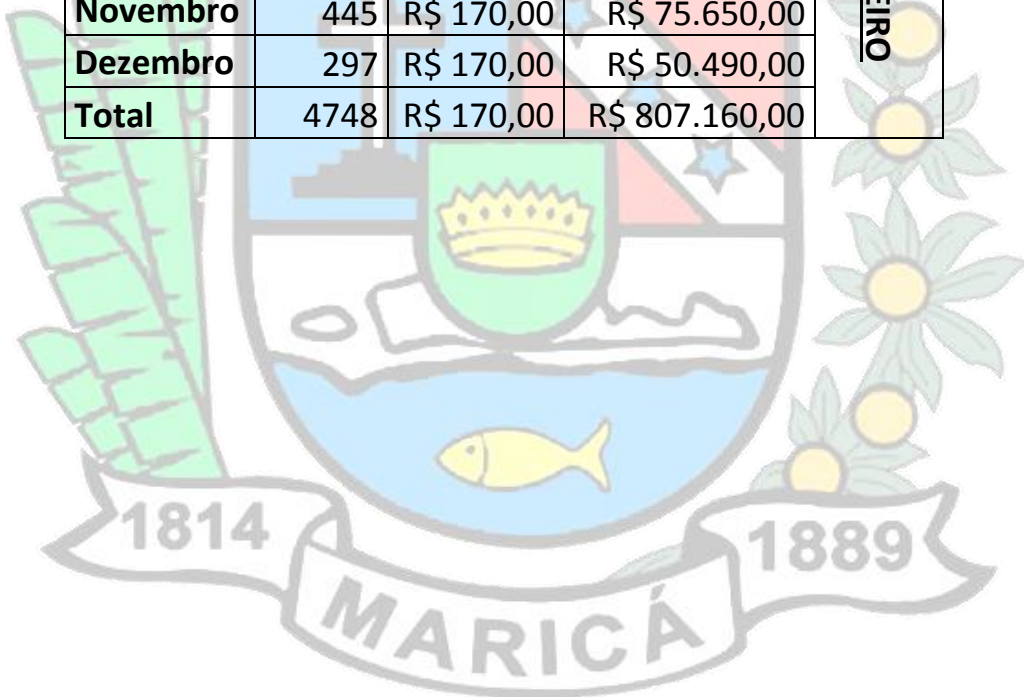 Novembro 445 R$ 170,00 R$ 75.650,00
Dezembro 297 R$ 170,00 R$ 50.490,00
Total 4748 R$ 170,00 R$ 807.160,00
EIRO
1814
1889
MARICÁ